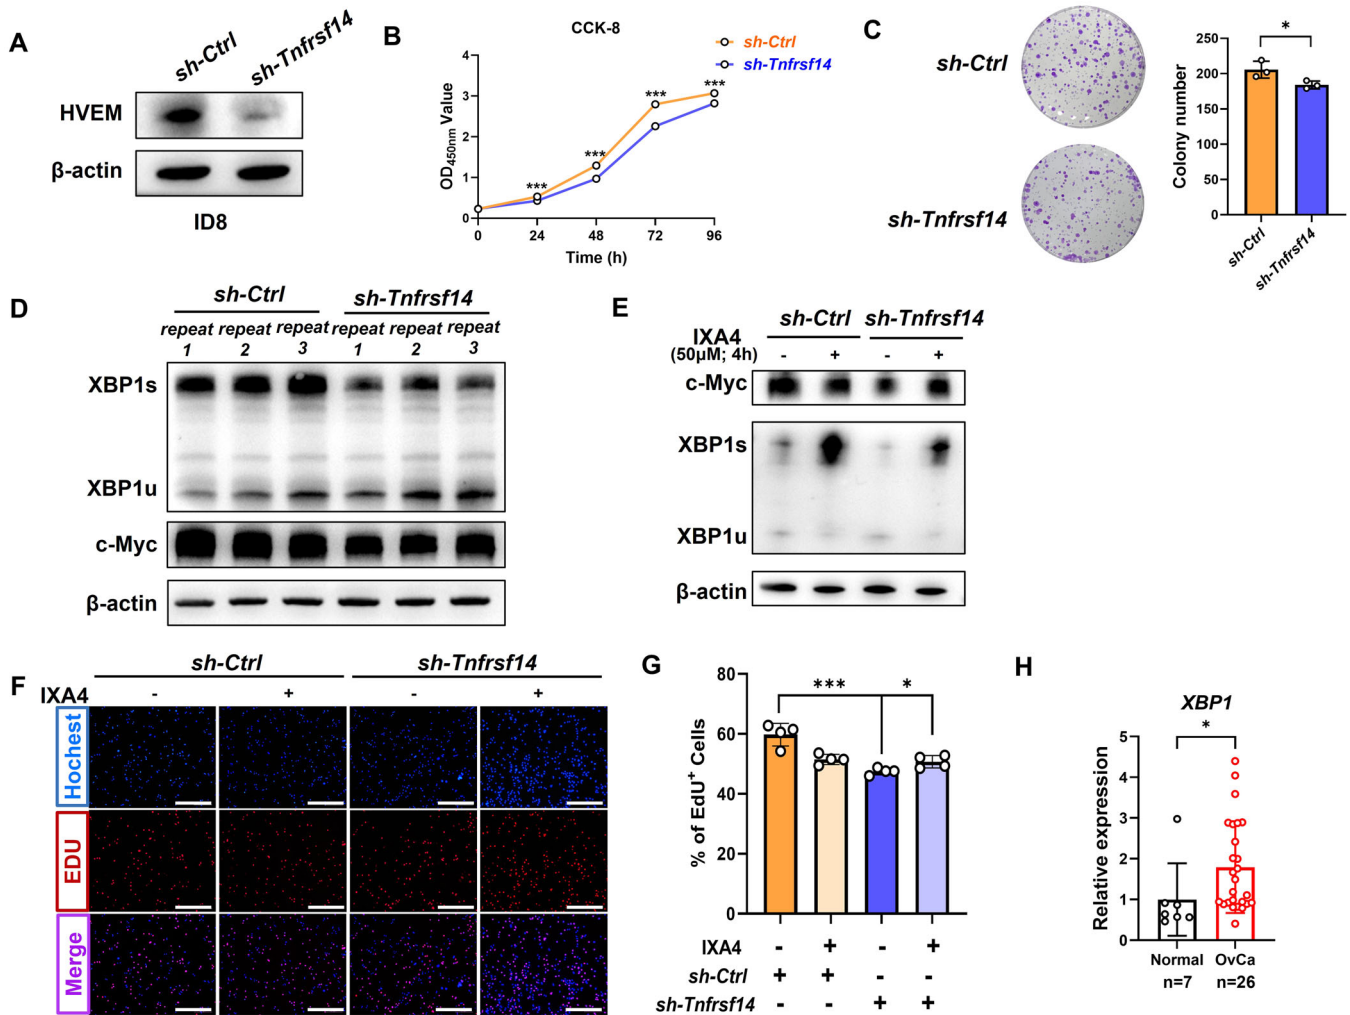 A
sh-Ctrl
sh-Tnfrsf14
HVEM
β-actin
ID8
B
CCK-8
sh-Ctrl
sh-Tnfrsf14
OD450nm Value
4
3
2
1
0
***
***
***
***
0
24
48
72
96
Time (h)
C
sh-Ctrl
sh-Tnfrsf14
Colony number
250
200
150
100
50
0
*
sh-Ctrl
sh-Tnfrsf14
D
sh-Ctrl
sh-Tnfrsf14
repeat repeat repeat repeat repeat repeat
1 2 3 1 2 3
XBP1s
XBP1u
c-Myc
β-actin
E
sh-Ctrl
sh-Tnfrsf14
IXA4
(50μM; 4h)
- + - +
c-Myc
XBP1s
XBP1u
β-actin
F
sh-Ctrl
sh-Tnfrsf14
IXA4
- + - +
Hochest
EDU
Merge
G
% of EdU+ Cells
80
60
40
20
0
***
*
IXA4 - + - +
sh-Ctrl + + - -
sh-Tnfrsf14 - - + +
H
XBP1
*
Relative expression
5
4
3
2
1
0
Normal OvCa
n=7 n=26